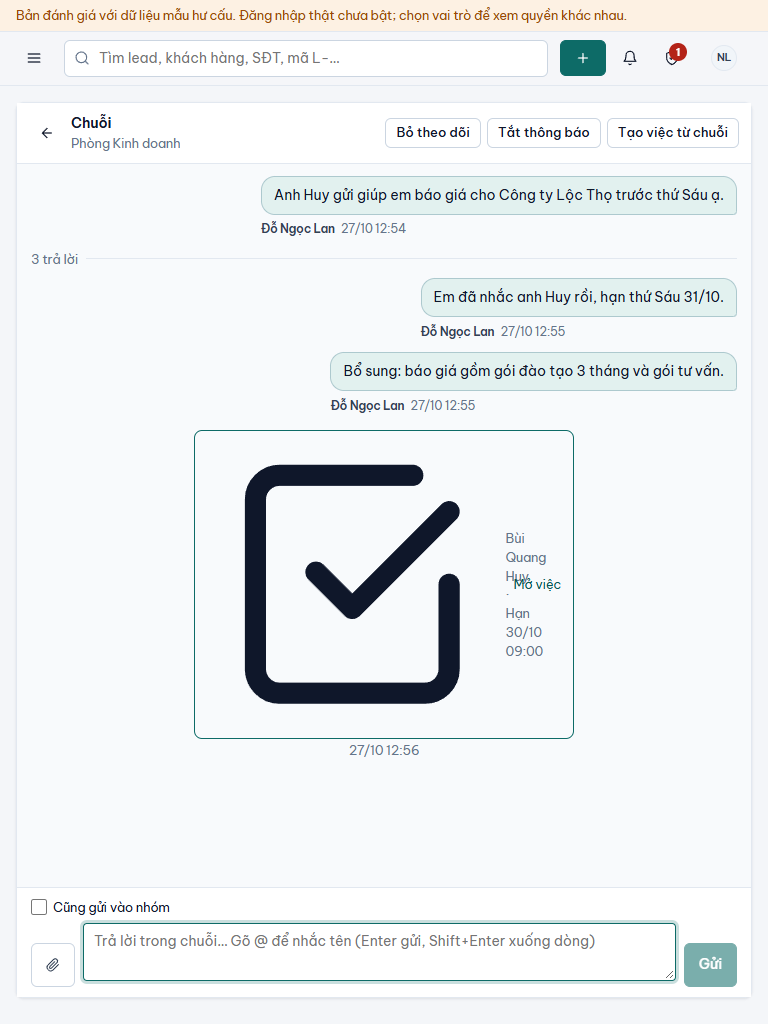 Bản đánh giá với dữ liệu mẫu hư cấu. Đăng nhập thật chưa bật; chọn vai trò để xem quyền khác nhau.
Tìm lead, khách hàng, SĐT, mã L-...
1
NL
Chuỗi
Phòng Kinh doanh
Bỏ theo dõi
Tắt thông báo
Tạo việc từ chuỗi
Anh Huy gửi giúp em báo giá cho Công ty Lộc Thọ trước thứ Sáu ạ.
Đỗ Ngọc Lan 27/10 12:54
3 trả lời
Em đã nhắc anh Huy rồi, hạn thứ Sáu 31/10.
Đỗ Ngọc Lan 27/10 12:55
Bổ sung: báo giá gồm gói đào tạo 3 tháng và gói tư vấn.
Đỗ Ngọc Lan 27/10 12:55
Bùi
Quang
Huy
·
Hạn
30/10
09:00
Mở việc
27/10 12:56
Cũng gửi vào nhóm
Trả lời trong chuỗi... Gõ @ để nhắc tên (Enter gửi, Shift+Enter xuống dòng)
Gửi